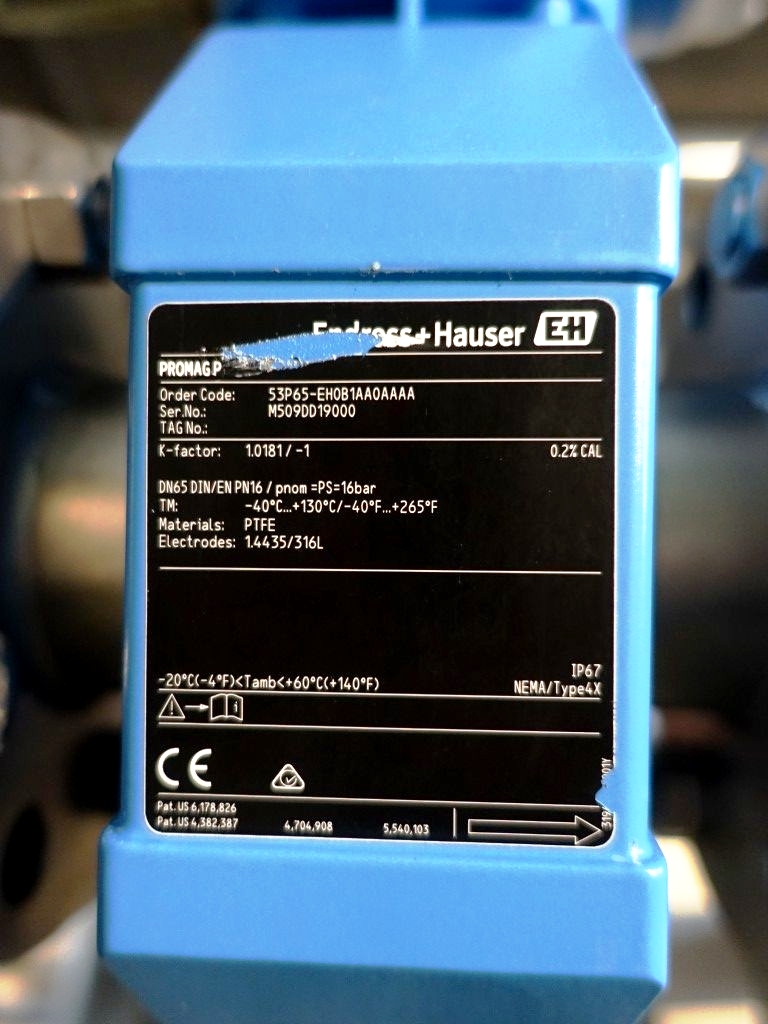 Endress+Hauser EH
PROMAG P
Order Code: 53P65-EH0B1AA0AAAA
Ser.No.: M509DD19000
TAG No.:
K-factor: 1.0181 / -1 0.2% CAL
DN65 DIN/EN PN16 / pnom =PS=16bar
TM: -40°C...+130°C/-40°F...+265°F
Materials: PTFE
Electrodes: 1.4435/316L
IP67
-20°C(-4°F)<Tamb<+60°C(+140°F) NEMA/Type4X
i
CE
Pat. US 6,178,826
Pat. US 4,382,387 4,704,908 5,540,103